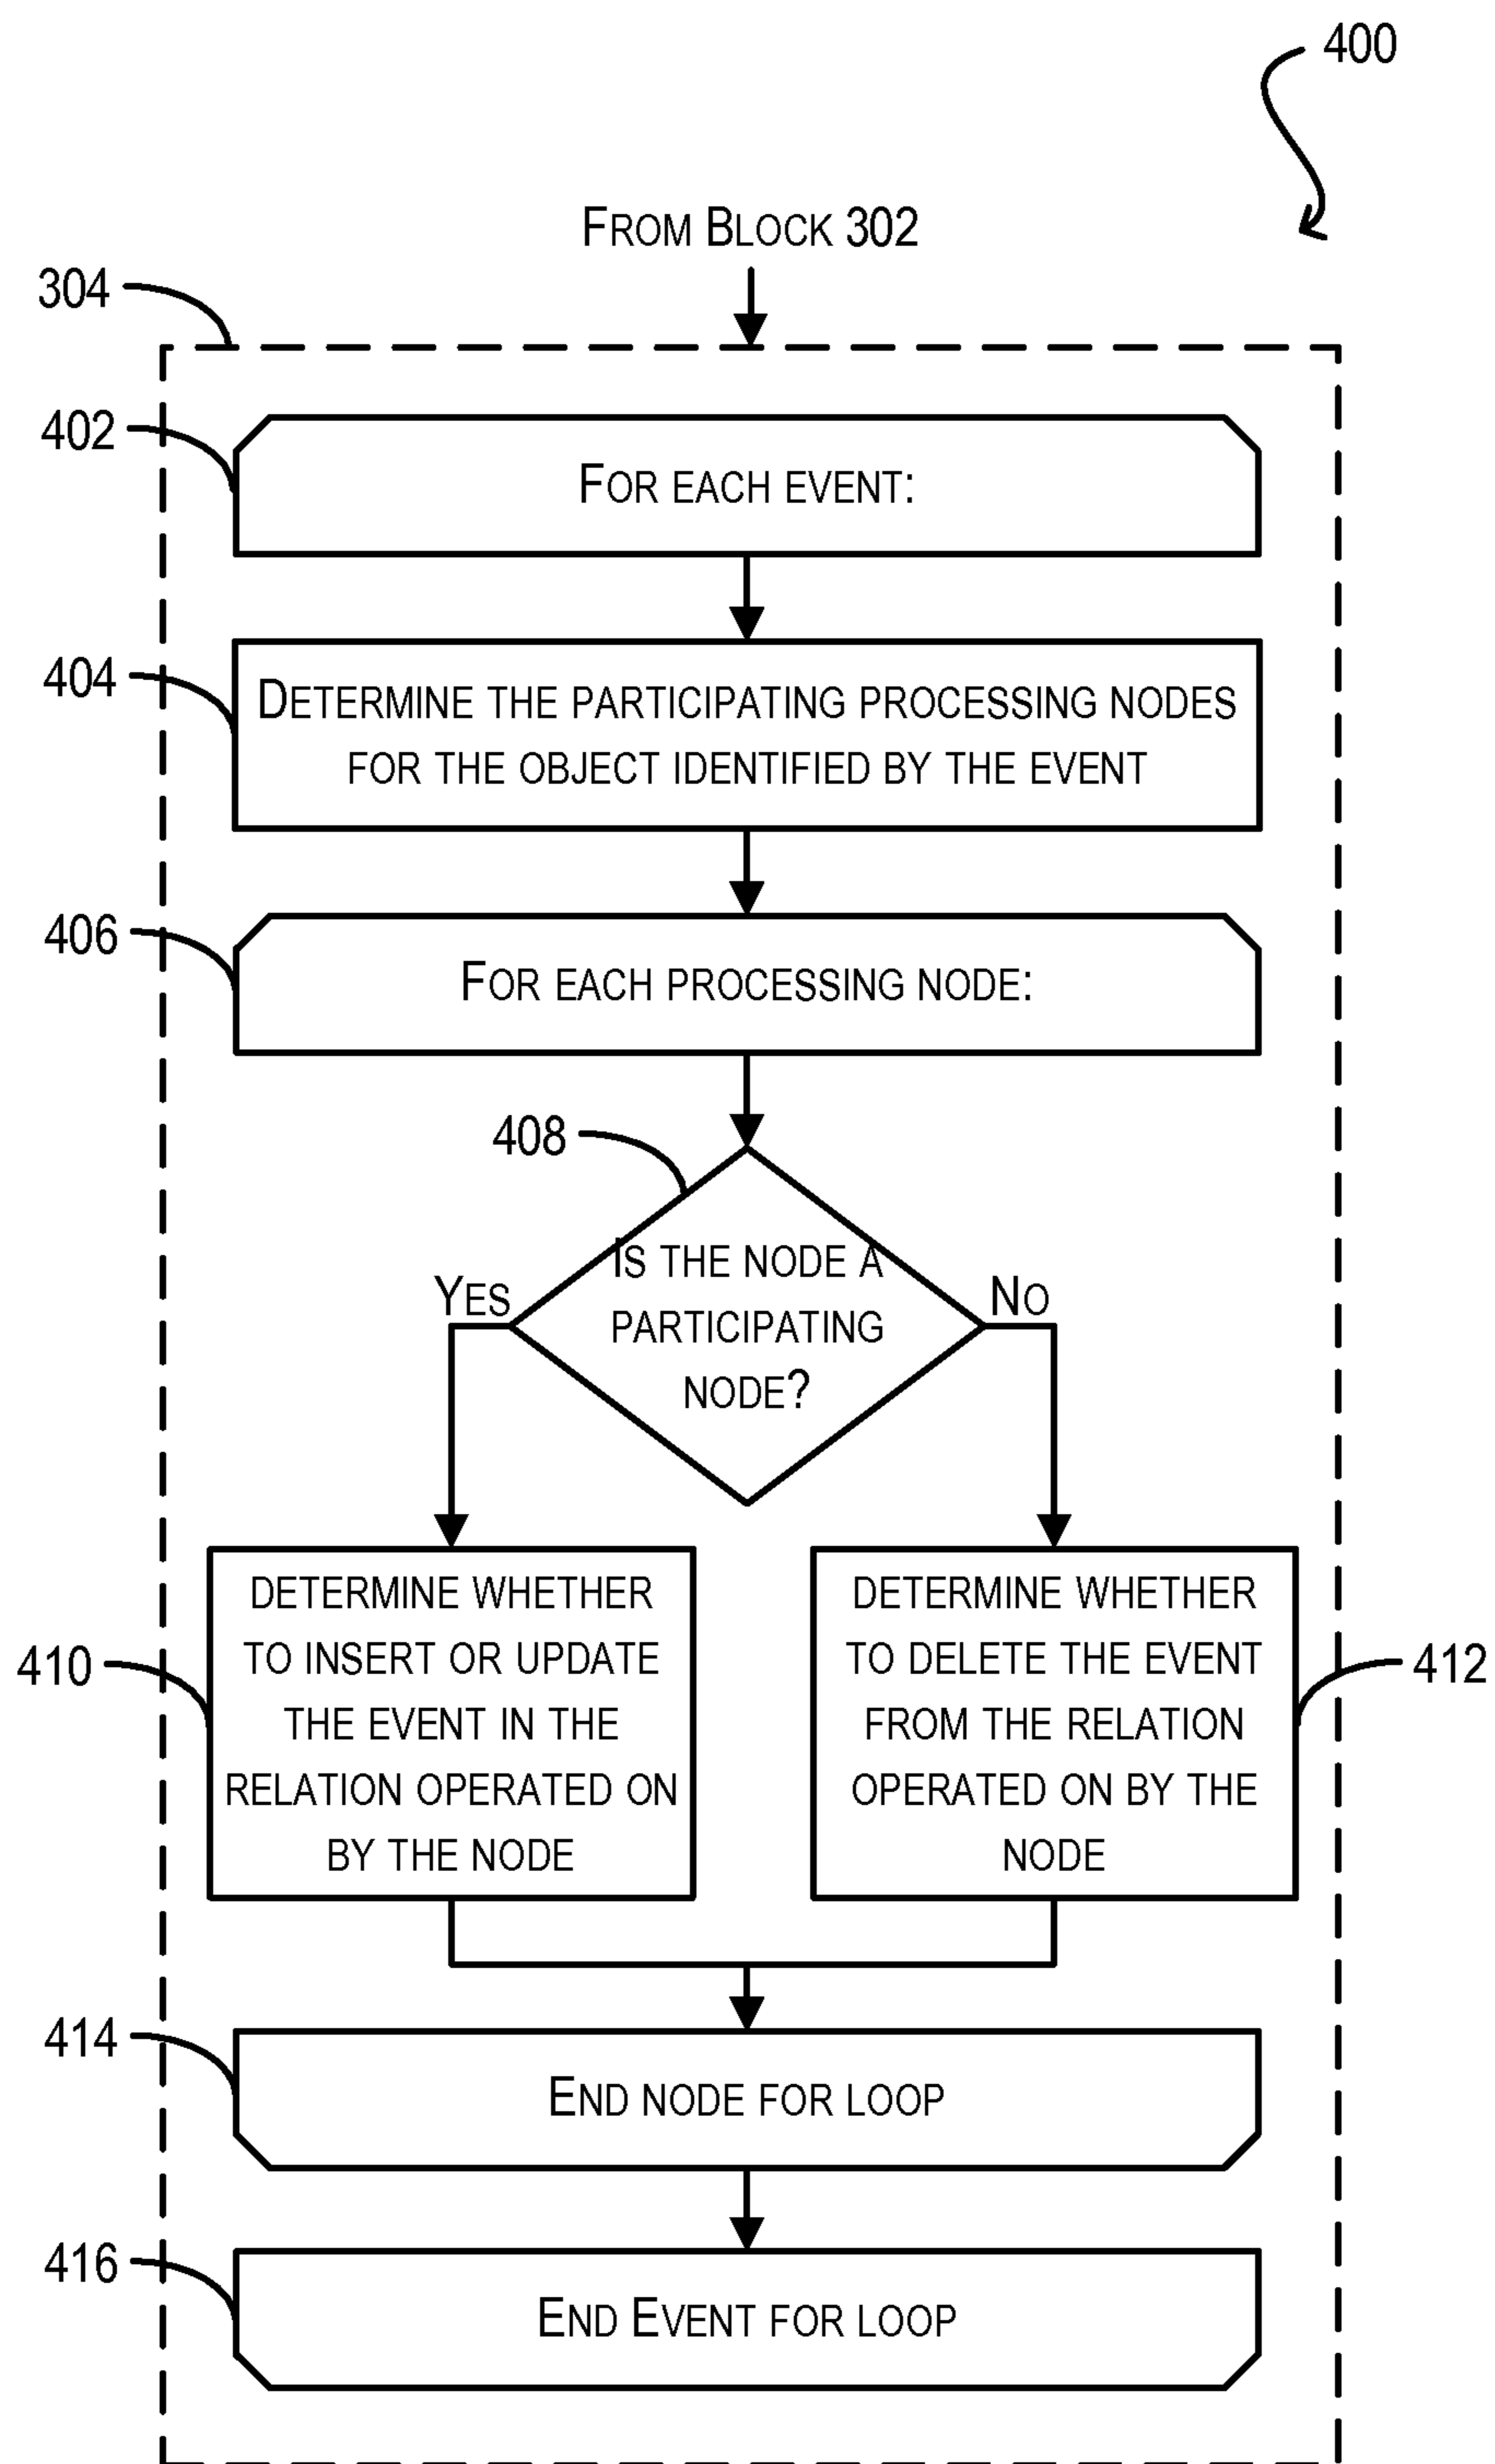 400
FROM BLOCK 302
304
402
FOR EACH EVENT:
404
DETERMINE THE PARTICIPATING PROCESSING NODES
FOR THE OBJECT IDENTIFIED BY THE EVENT
406
FOR EACH PROCESSING NODE:
408
IS THE NODE A
PARTICIPATING
NODE?
YES
NO
410
DETERMINE WHETHER
TO INSERT OR UPDATE
THE EVENT IN THE
RELATION OPERATED ON
BY THE NODE
DETERMINE WHETHER
TO DELETE THE EVENT
FROM THE RELATION
OPERATED ON BY THE
NODE
412
414
END NODE FOR LOOP
416
END EVENT FOR LOOP